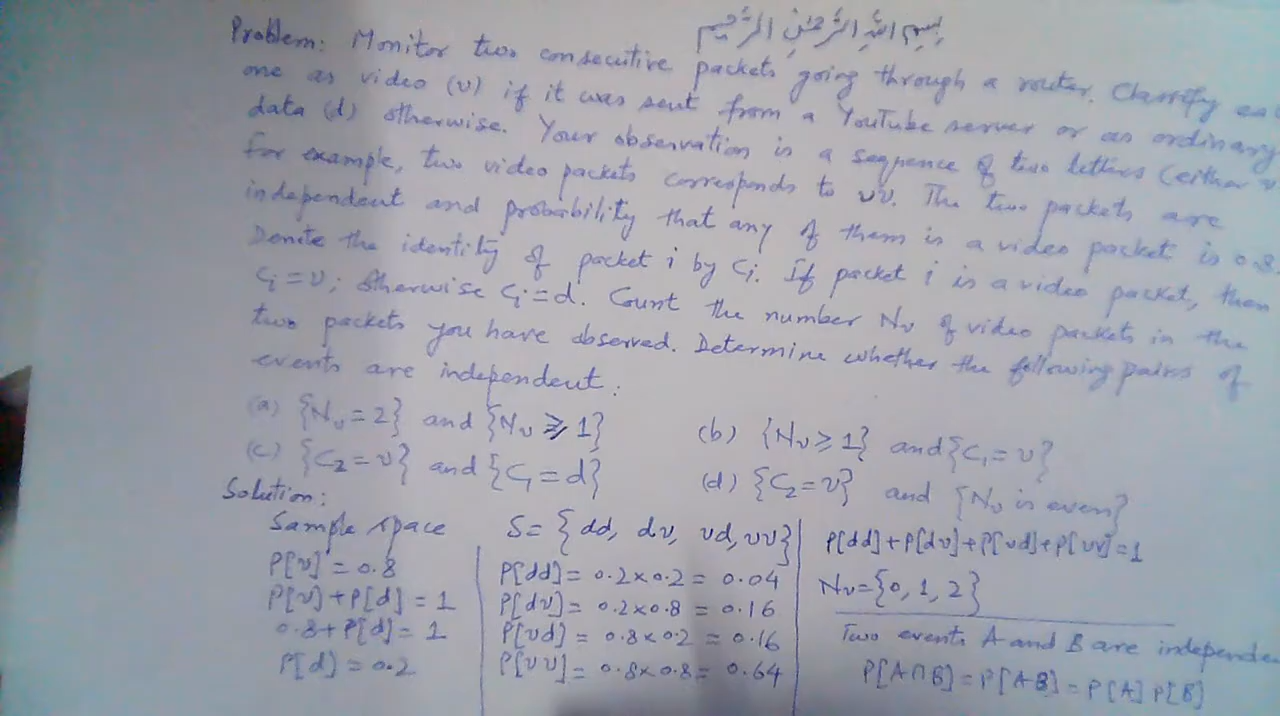 بِسْمِ اللهِ الرَّحْمٰنِ الرَّحِيْمِ
Problem: Monitor two consecutive packets going through a router. Classify
one as video (v) if it was sent from a YouTube server or as ordinary
data (d) otherwise. Your observation is a sequence of two letters (either v
For example, two video packets corresponds to vv. The two packets are
independent and probability that any of them is a video packet is 0.8.
Denote the identity of packet i by Ci. If packet i is a video packet, then
Ci = v; otherwise Ci = d. Count the number Nv of video packets in the
two packets you have observed. Determine whether the following pairs of
events are independent:
(a) {Nv = 2} and {Nv ≥ 1} (b) {Nv ≥ 1} and {C1 = v}
(c) {C2 = v} and {C1 = d} (d) {C2 = v} and {Nv is even}
Solution:
Sample space S = {dd, dv, vd, vv}
P[v] = 0.8
P[v] + P[d] = 1
0.8 + P[d] = 1
P[d] = 0.2
P[dd] = 0.2 x 0.2 = 0.04
P[dv] = 0.2 x 0.8 = 0.16
P[vd] = 0.8 x 0.2 = 0.16
P[vv] = 0.8 x 0.8 = 0.64
P[dd] + P[dv] + P[vd] + P[vv] = 1
Nv = {0, 1, 2}
Two events A and B are
P[A∩B] = P[AB] = P[A] P[B]